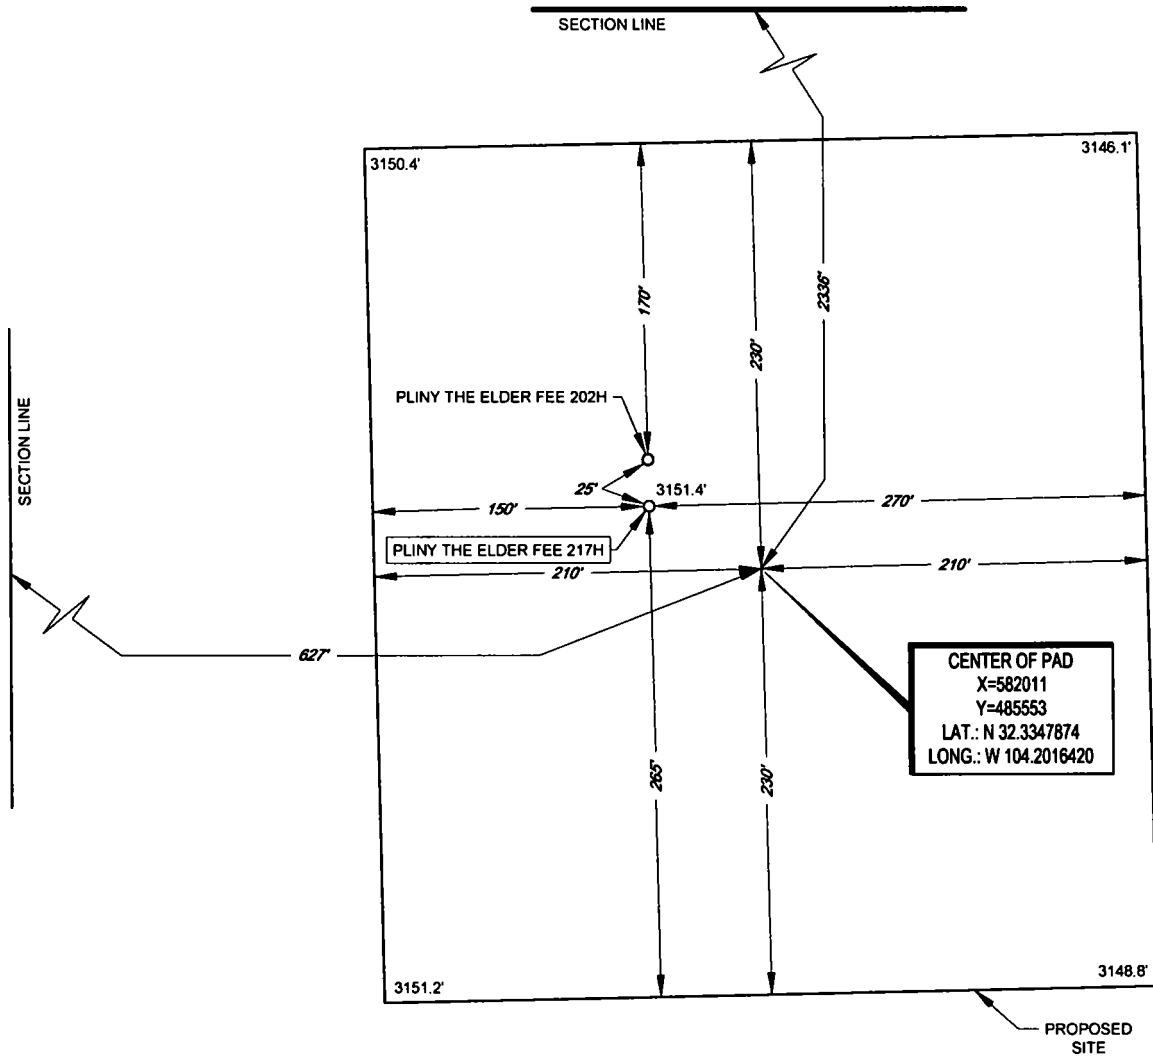 SECTION LINE
3150.4'
3146.1'
170'
230'
2336'
SECTION LINE
PLINY THE ELDER FEE 202H
25'
3151.4'
150'
270'
PLINY THE ELDER FEE 217H
210'
210'
627'
CENTER OF PAD
X=582011
Y=485553
LAT.: N 32.3347874
LONG.: W 104.2016420
265'
230'
3151.2'
3148.8'
PROPOSED
SITE